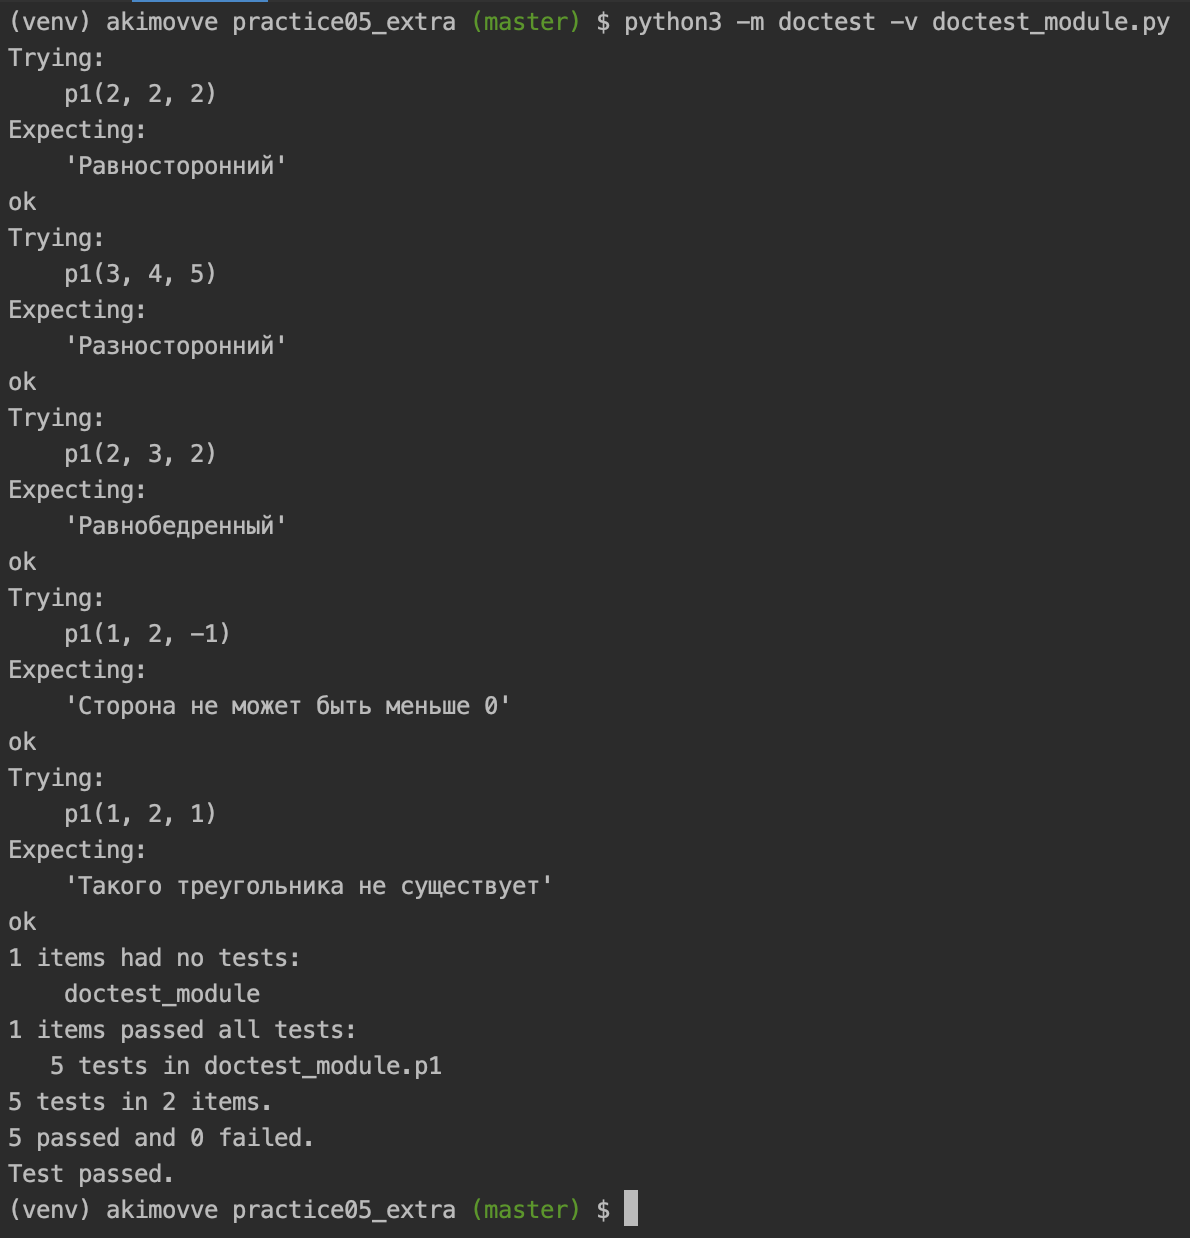 (venv) akimovve practice05_extra (master) $ python3 -m doctest -v doctest_module.py
Trying:
    p1(2, 2, 2)
Expecting:
    'Равносторонний'
ok
Trying:
    p1(3, 4, 5)
Expecting:
    'Разносторонний'
ok
Trying:
    p1(2, 3, 2)
Expecting:
    'Равнобедренный'
ok
Trying:
    p1(1, 2, -1)
Expecting:
    'Сторона не может быть меньше 0'
ok
Trying:
    p1(1, 2, 1)
Expecting:
    'Такого треугольника не существует'
ok
1 items had no tests:
    doctest_module
1 items passed all tests:
   5 tests in doctest_module.p1
5 tests in 2 items.
5 passed and 0 failed.
Test passed.
(venv) akimovve practice05_extra (master) $